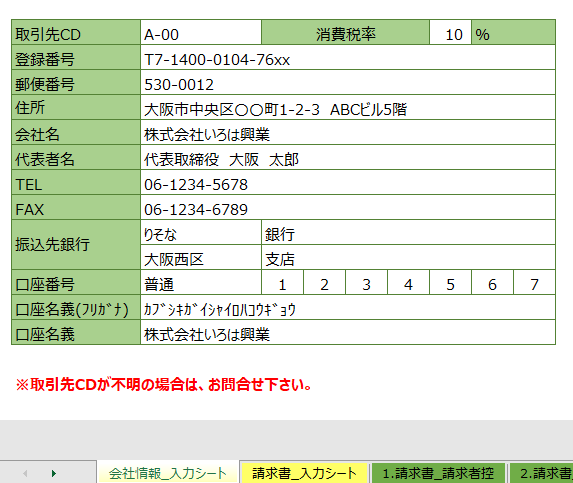 取引先CD A-00 消費税率 10 %
登録番号 T7-1400-0104-76xx
郵便番号 530-0012
住所 大阪市中央区〇〇町1-2-3 ABCビル5階
会社名 株式会社いろは興業
代表者名 代表取締役 大阪 太郎
TEL 06-1234-5678
FAX 06-1234-6789
振込先銀行 りそな 銀行
大阪西区 支店
口座番号 普通 1 2 3 4 5 6 7
口座名義(ﾌﾘｶﾞﾅ) ｶﾌﾞｼｷｶﾞｲｼｬｲﾛﾊｺｳｷﾞｮｳ
口座名義 株式会社いろは興業
※取引先CDが不明の場合は、お問合せ下さい。
会社情報_入力シート 請求書_入力シート 1.請求書_請求者控 2.請求書